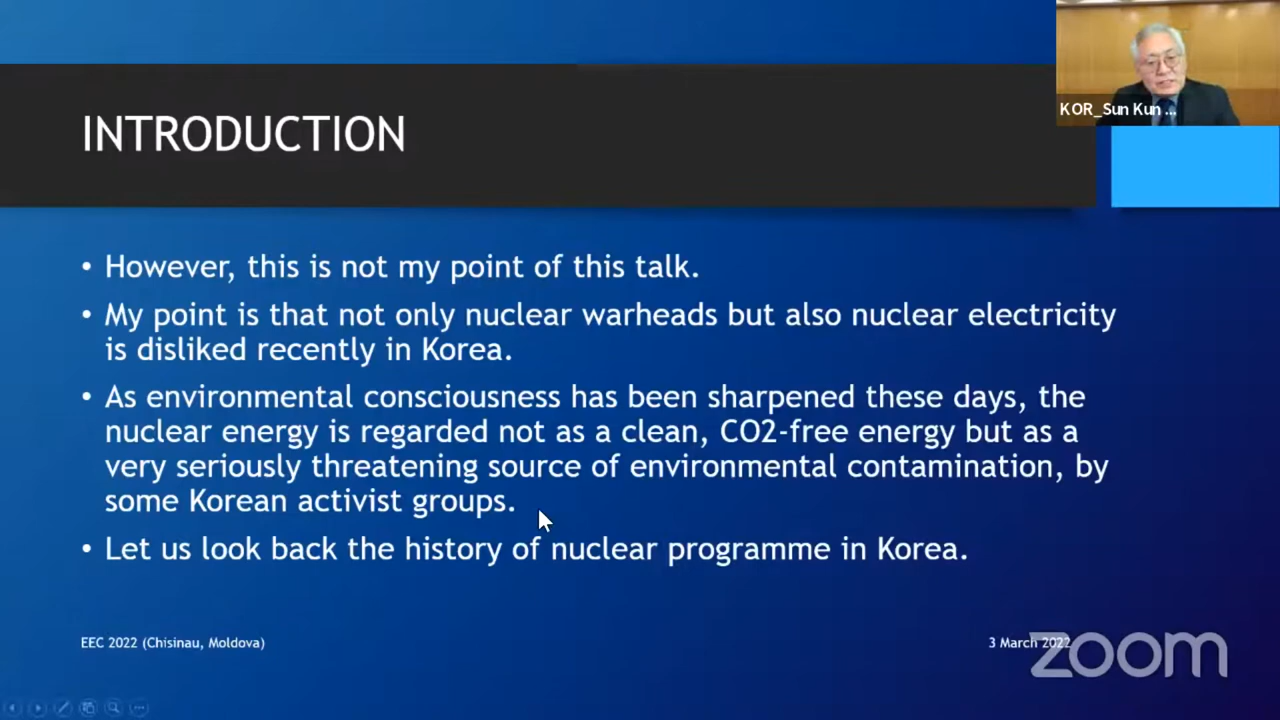 KOR_Sun Kun ...
INTRODUCTION
• However, this is not my point of this talk.
• My point is that not only nuclear warheads but also nuclear electricity
is disliked recently in Korea.
• As environmental consciousness has been sharpened these days, the
nuclear energy is regarded not as a clean, CO2-free energy but as a
very seriously threatening source of environmental contamination, by
some Korean activist groups.
• Let us look back the history of nuclear programme in Korea.
EEC 2022 (Chisinau, Moldova)
3 March 2022
zoom